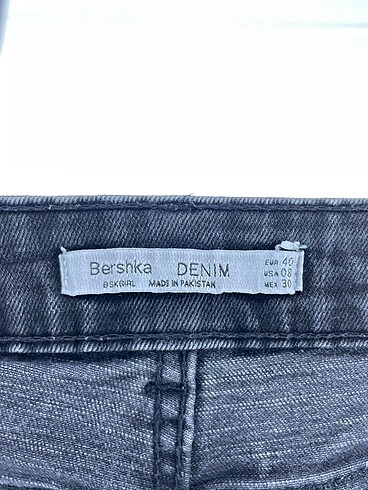 Bershka DENIM
BSKGIRL MADE IN PAKISTAN
EUR 40
USA 08
MEX 30